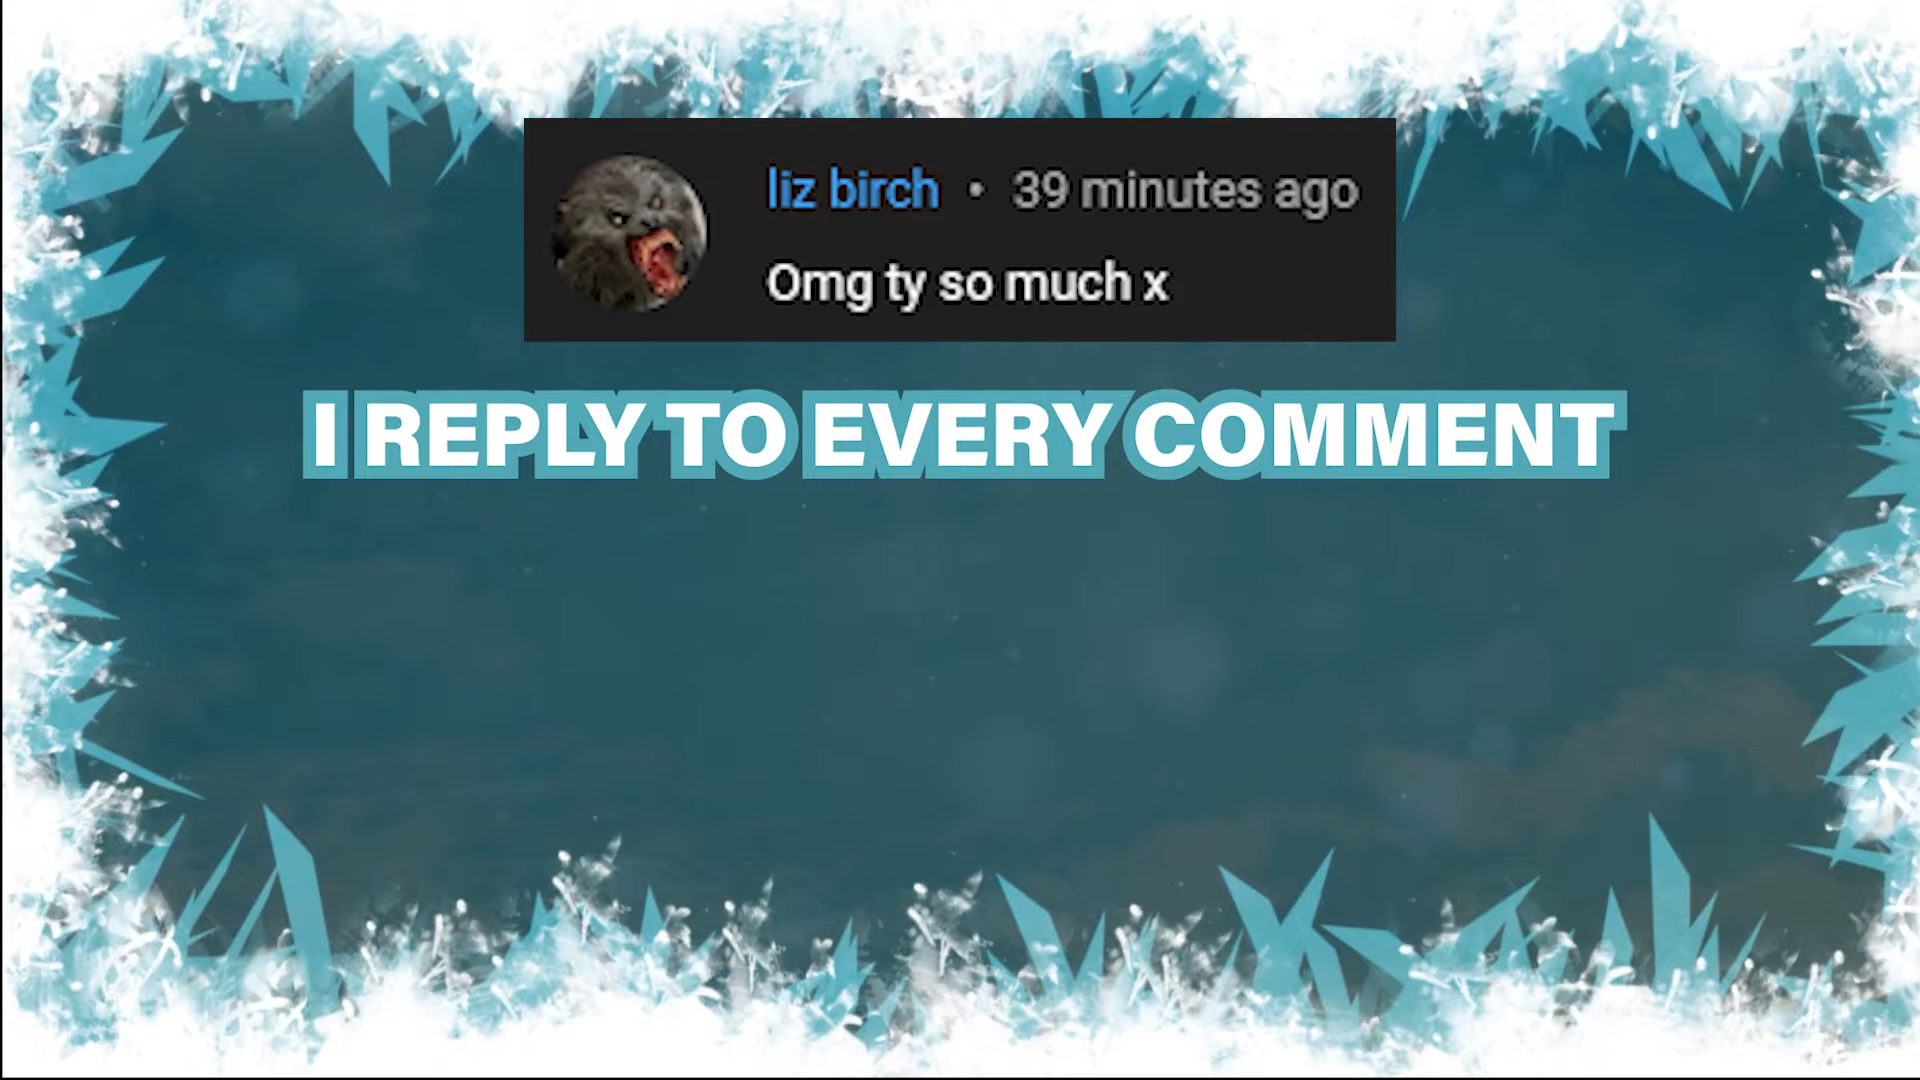 liz birch • 39 minutes ago
Omg ty so much x
I REPLY TO EVERY COMMENT